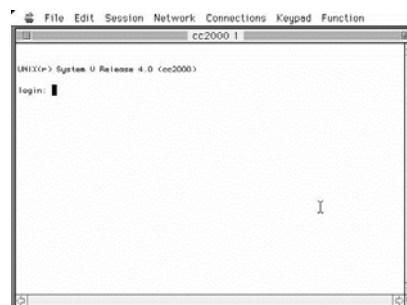 File Edit Session Network Connections Keypad Function
cc2000 1
UNIX(r) System V Release 4.0 (cc2000)
login: